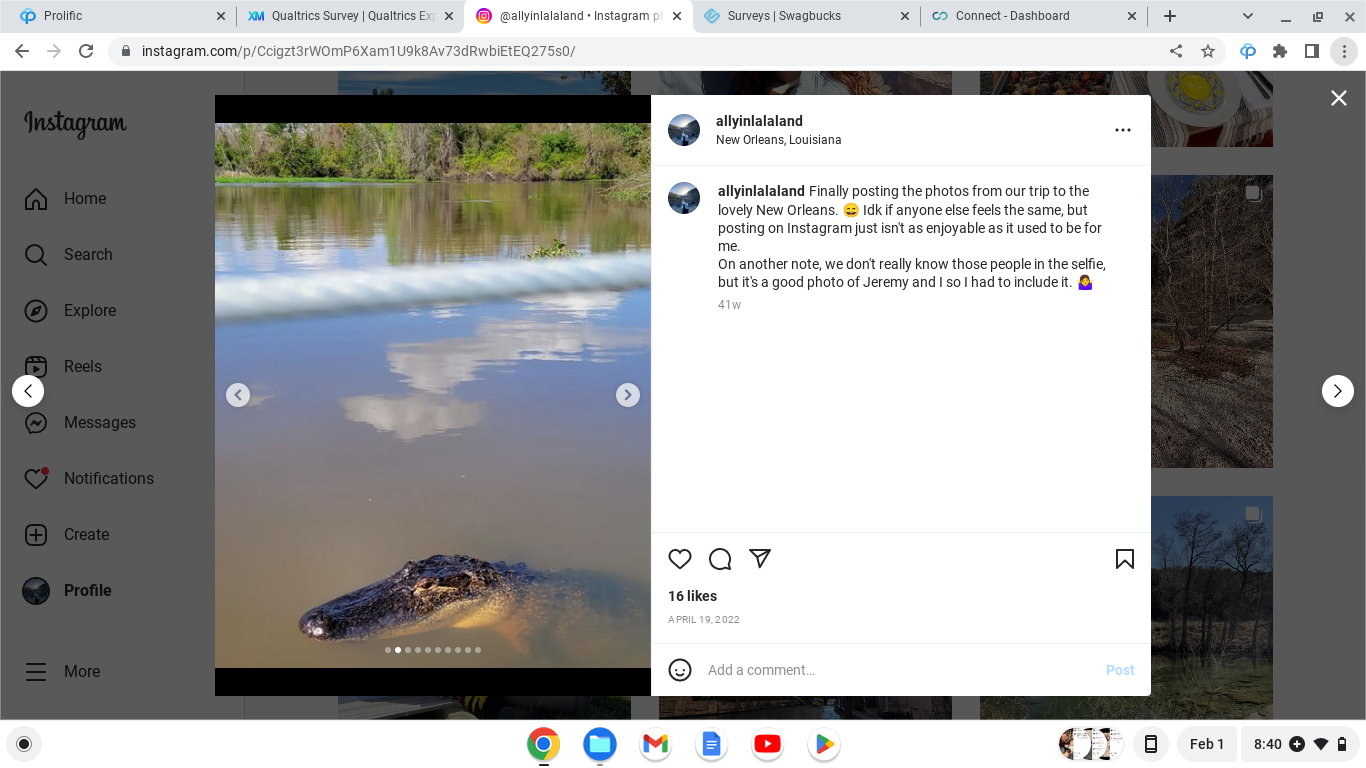 Prolific
Qualtrics Survey | Qualtrics Exp
@allyinlalaland • Instagram ph
Surveys | Swagbucks
Connect - Dashboard
instagram.com/p/Ccigzt3rWOmP6Xam1U9k8Av73dRwbiEtEQ275s0/
Instagram
Home
Search
Explore
Reels
Messages
Notifications
Create
Profile
More
allyinlalaland
New Orleans, Louisiana
allyinlalaland Finally posting the photos from our trip to the
lovely New Orleans. 😄 Idk if anyone else feels the same, but
posting on Instagram just isn't as enjoyable as it used to be for
me.
On another note, we don't really know those people in the selfie,
but it's a good photo of Jeremy and I so I had to include it. 🤷‍♀️
41w
16 likes
APRIL 19, 2022
Add a comment…
Post
Feb 1
8:40